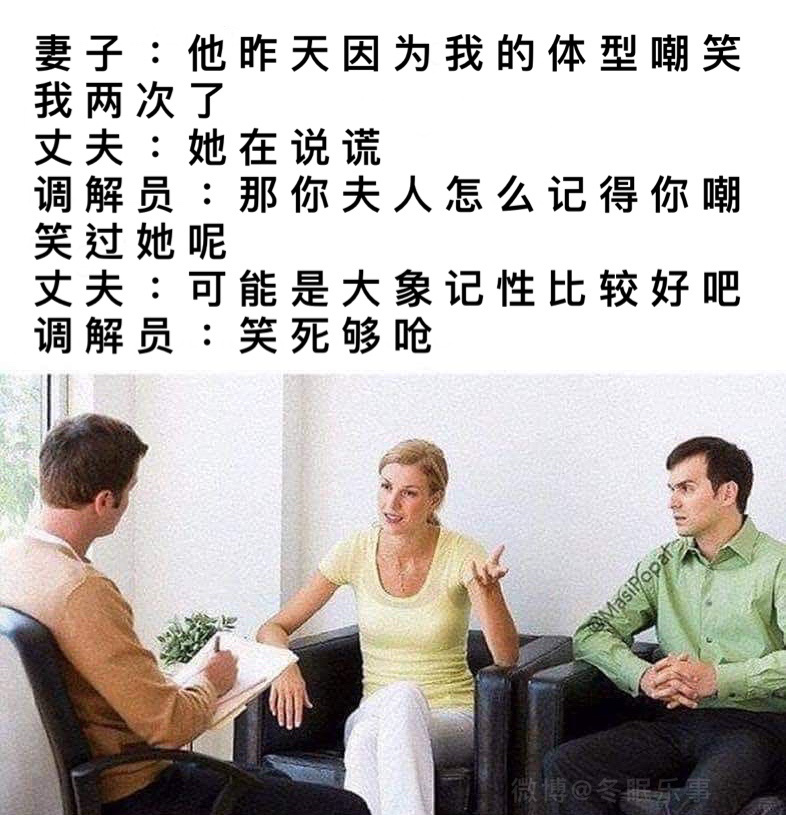 妻子：他昨天因为我的体型嘲笑
我两次了
丈夫：她在说谎
调解员：那你夫人怎么记得你嘲
笑过她呢
丈夫：可能是大象记性比较好吧
调解员：笑死够呛
@MasiPopal
微博@冬眠乐事